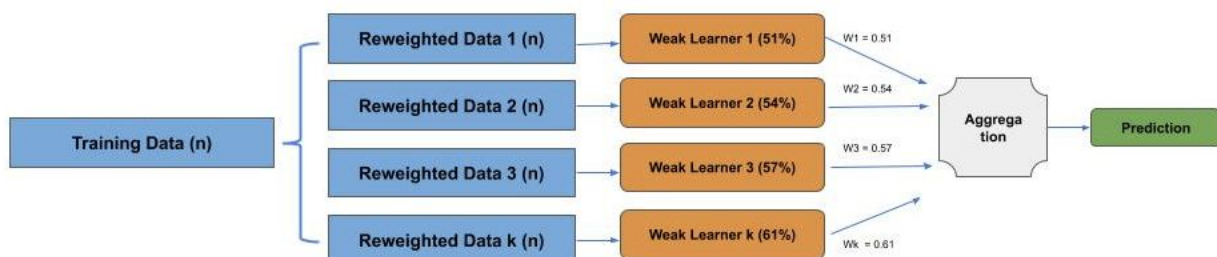 Training Data (n)
Reweighted Data 1 (n)
Weak Learner 1 (51%)
W1 = 0.51
Reweighted Data 2 (n)
Weak Learner 2 (54%)
W2 = 0.54
Reweighted Data 3 (n)
Weak Learner 3 (57%)
W3 = 0.57
Reweighted Data k (n)
Weak Learner k (61%)
Wk  = 0.61
Aggrega
tion
Prediction